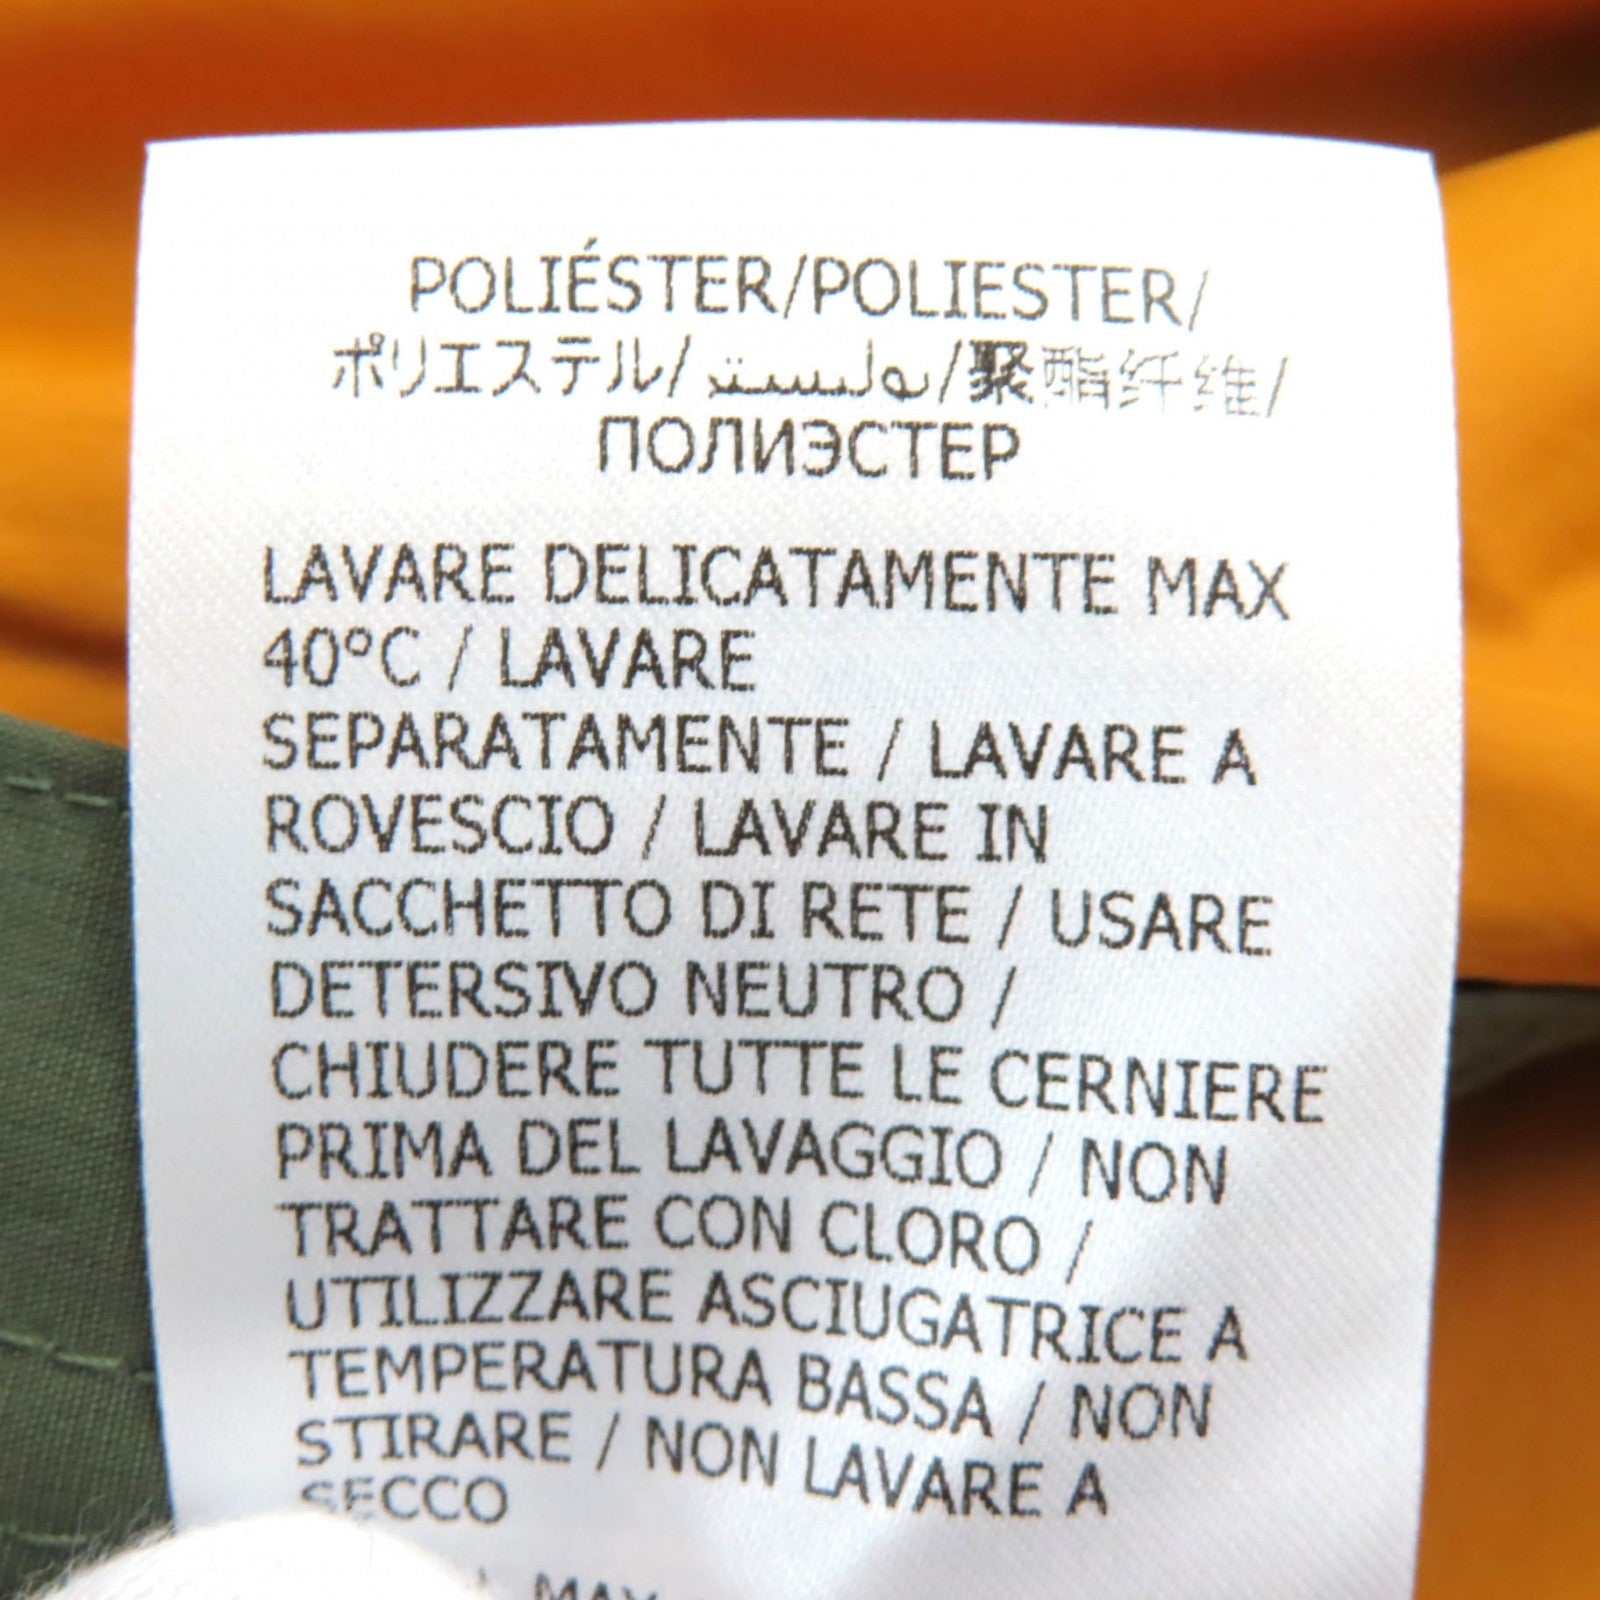 POLIÉSTER/POLIESTER/
ポリエステル/بوليستر/聚酯纤维/
ПОЛИЭСТЕР
LAVARE DELICATAMENTE MAX
40°C / LAVARE
SEPARATAMENTE / LAVARE A
ROVESCIO / LAVARE IN
SACCHETTO DI RETE / USARE
DETERSIVO NEUTRO /
CHIUDERE TUTTE LE CERNIERE
PRIMA DEL LAVAGGIO / NON
TRATTARE CON CLORO /
UTILIZZARE ASCIUGATRICE A
TEMPERATURA BASSA / NON
STIRARE / NON LAVARE A
SECCO
MAX